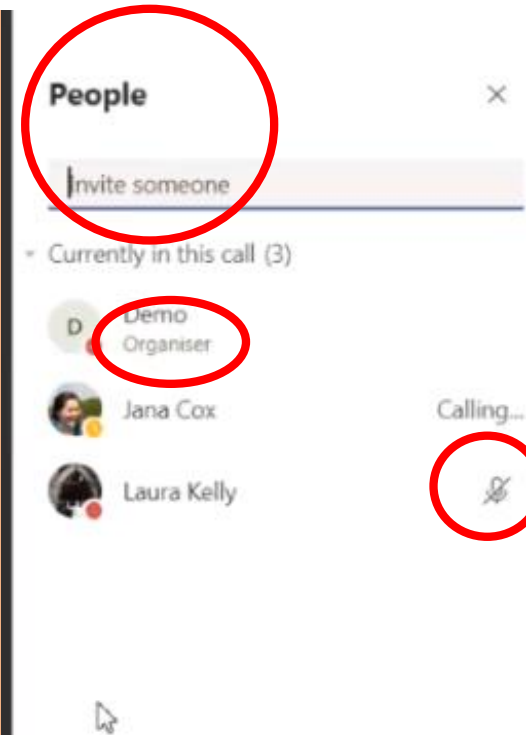 People
Invite someone
Currently in this call (3)
D
Demo
Organiser
Jana Cox
Calling...
Laura Kelly